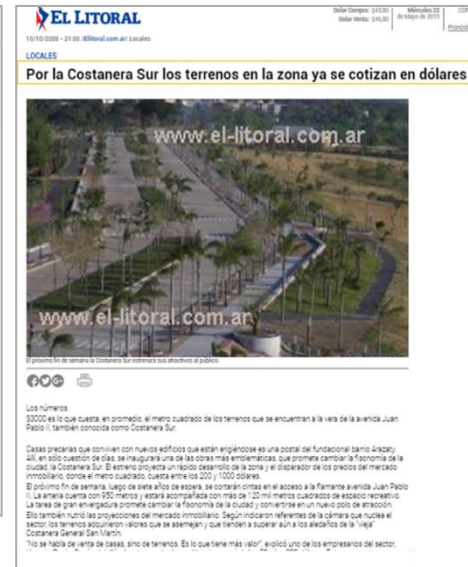 EL LITORAL
Dolar Compra: $43,80
Dolar Venta: $45,80
Miércoles 22
de Mayo de 2019
10/10/2008 - 21:00 /Ellitoral.com.ar/ Locales
LOCALES
Por la Costanera Sur los terrenos en la zona ya se cotizan en dólares
www.el-litoral.com.ar
www.el-litoral.com.ar
El próximo fin de semana la Costanera Sur estrenará sus atractivos al público.
Los números
$3000 es lo que cuesta, en promedio, el metro cuadrado de los terrenos que se encuentran a la vera de la avenida Juan
Pablo II, también conocida como Costanera Sur.
Casas precarias que conviven con nuevos edificios que están erigiéndose es una postal del fundacional barrio Arazaty.
Allí, en sólo cuestión de días, se inaugurará una de las obras más emblemáticas, que promete cambiar la fisonomía de la
ciudad, la Costanera Sur. El estreno proyecta un rápido desarrollo de la zona y el disparador de los precios del mercado
inmobiliario, donde el metro cuadrado, cuesta entre los 200 y 1000 dólares.
El próximo fin de semana, luego de siete años de espera, se cortarán cintas en el acceso a la flamante avenida Juan Pablo
II. La arteria cuenta con 950 metros y estará acompañada con más de 120 mil metros cuadrados de espacio recreativo.
La tarea de gran envergadura promete cambiar la fisonomía de la ciudad y convertirse en un nuevo polo de atracción.
Ello también nutrió las proyecciones del mercado inmobiliario. Según indicaron referentes de la cámara que nuclea el
sector, los terrenos adquirieron valores que se asemejan y que tienden a superar aún a los aledaños de la "vieja"
Costanera General San Martín.
"No se habla de venta de casas, sino de terrenos. Es lo que tiene más valor", explicó uno de los empresarios del sector,